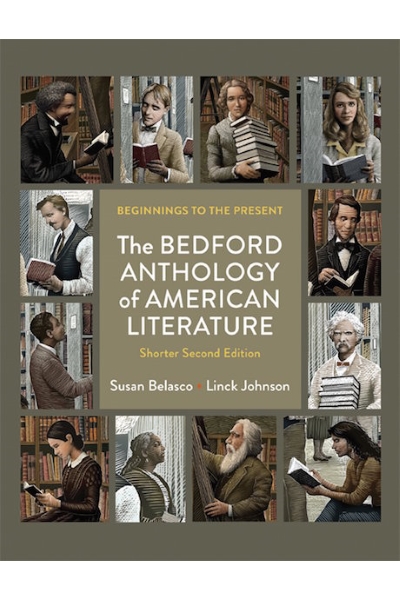 BEGINNINGS TO THE PRESENT
The BEDFORD
ANTHOLOGY
of AMERICAN
LITERATURE
Shorter Second Edition
Susan Belasco • Linck Johnson